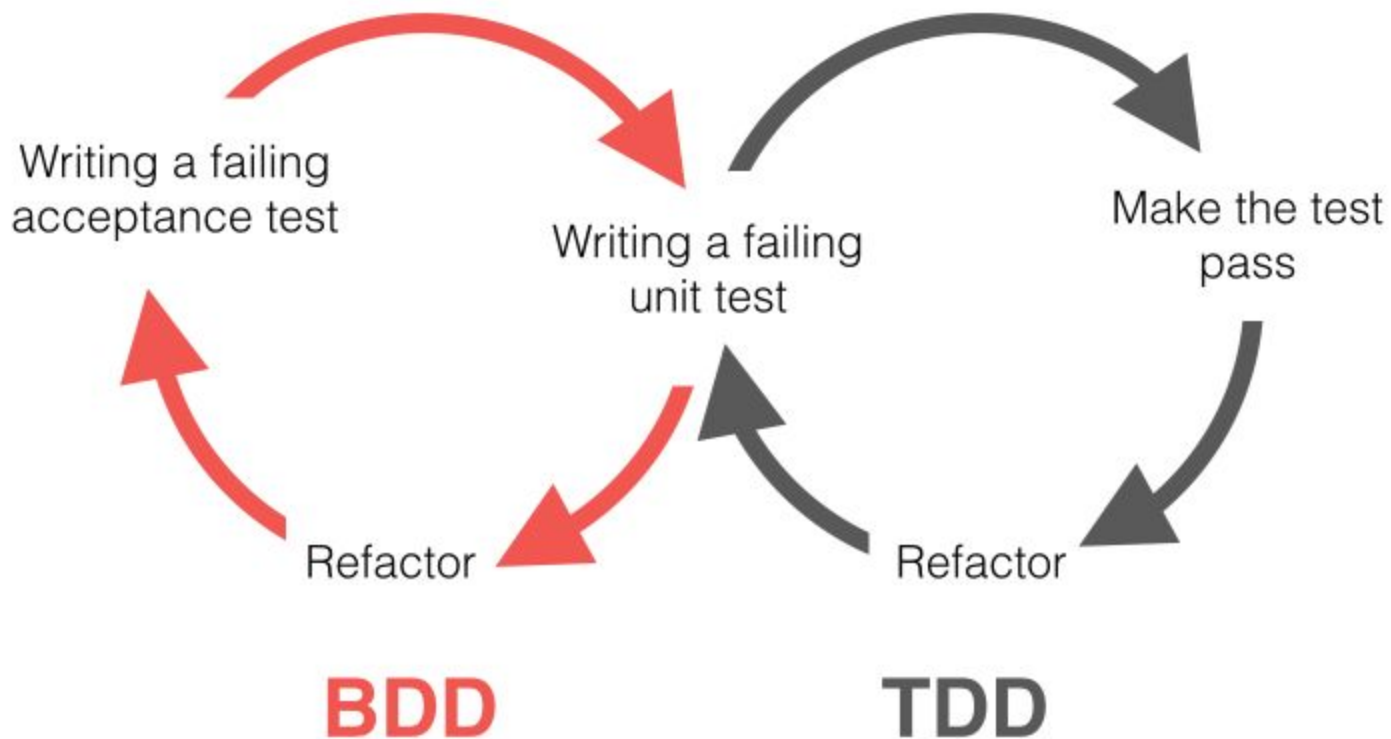 Writing a failing
acceptance test
Writing a failing
unit test
Make the test
pass
Refactor
Refactor
BDD
TDD